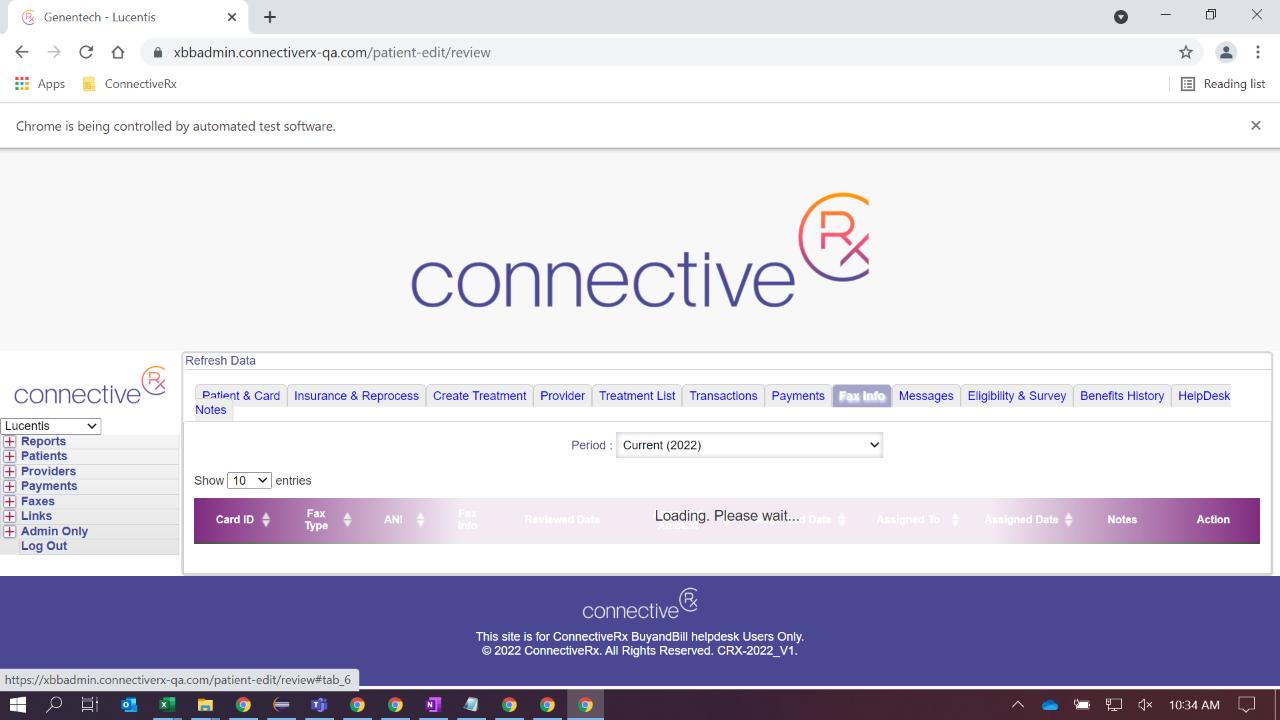 Genentech - Lucentis
xbbadmin.connectiverx-qa.com/patient-edit/review
Apps ConnectiveRx Reading list
Chrome is being controlled by automated test software.
connective Rx
connective Rx
Lucentis
Reports
Patients
Providers
Payments
Faxes
Links
Admin Only
Log Out
Refresh Data
Patient & Card Insurance & Reprocess Create Treatment Provider Treatment List Transactions Payments Fax Info Messages Eligibility & Survey Benefits History HelpDesk
Notes
Period : Current (2022)
Show 10 entries
Card ID Fax Type ANI Fax Info Reviewed Date Amount Date Assigned To Assigned Date Notes Action
Loading. Please wait...
connective Rx
This site is for ConnectiveRx BuyandBill helpdesk Users Only.
© 2022 ConnectiveRx. All Rights Reserved. CRX-2022_V1.
https://xbbadmin.connectiverx-qa.com/patient-edit/review#tab_6
10:34 AM